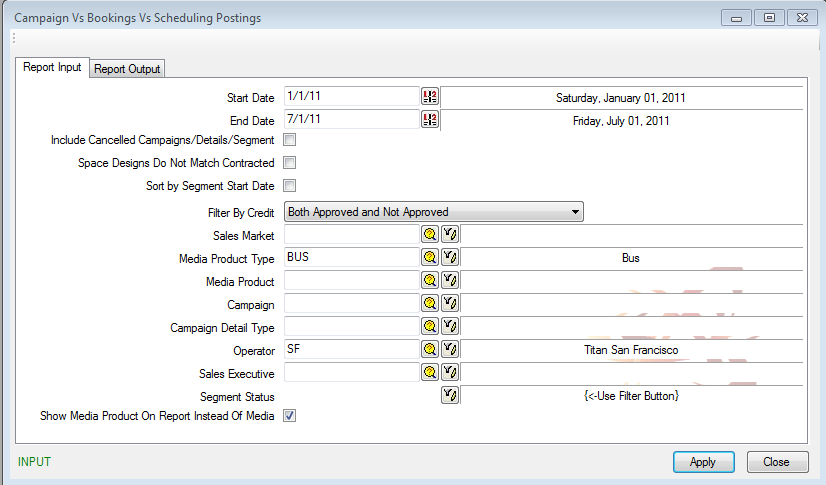 Campaign Vs Bookings Vs Scheduling Postings
Report Input Report Output
Start Date 1/1/11 Saturday, January 01, 2011
End Date 7/1/11 Friday, July 01, 2011
Include Cancelled Campaigns/Details/Segment
Space Designs Do Not Match Contracted
Sort by Segment Start Date
Filter By Credit Both Approved and Not Approved
Sales Market
Media Product Type BUS Bus
Media Product
Campaign
Campaign Detail Type
Operator SF Titan San Francisco
Sales Executive
Segment Status {<-Use Filter Button}
Show Media Product On Report Instead Of Media
INPUT Apply Close